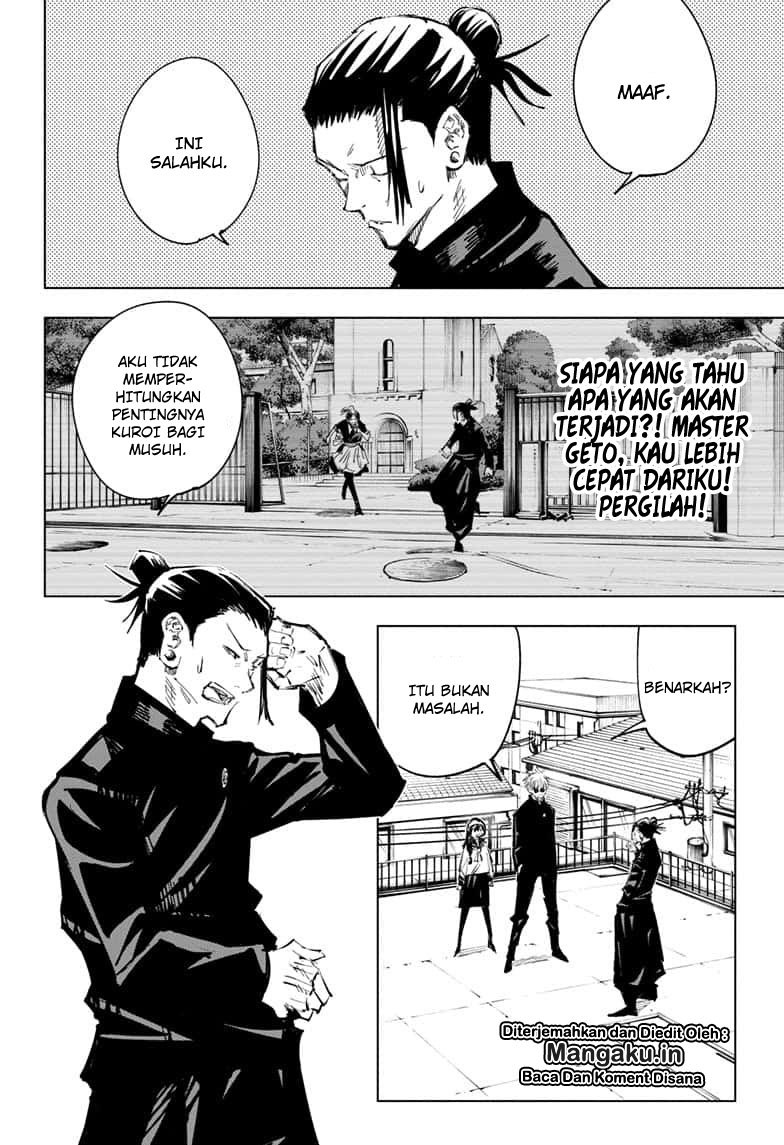 MAAF.
INI
SALAHKU.
SIAPA YANG TAHU
APA YANG AKAN
TERJADI?! MASTER
GETO, KAU LEBIH
CEPAT DARIKU!
PERGILAH!
AKU TIDAK
MEMPER-
HITUNGKAN
PENTINGNYA
KUROI BAGI
MUSUH.
BENARKAH?
ITU BUKAN
MASALAH.
Diterjemahkan dan Diedit Oleh :
Mangaku.in
Baca Dan Koment Disana